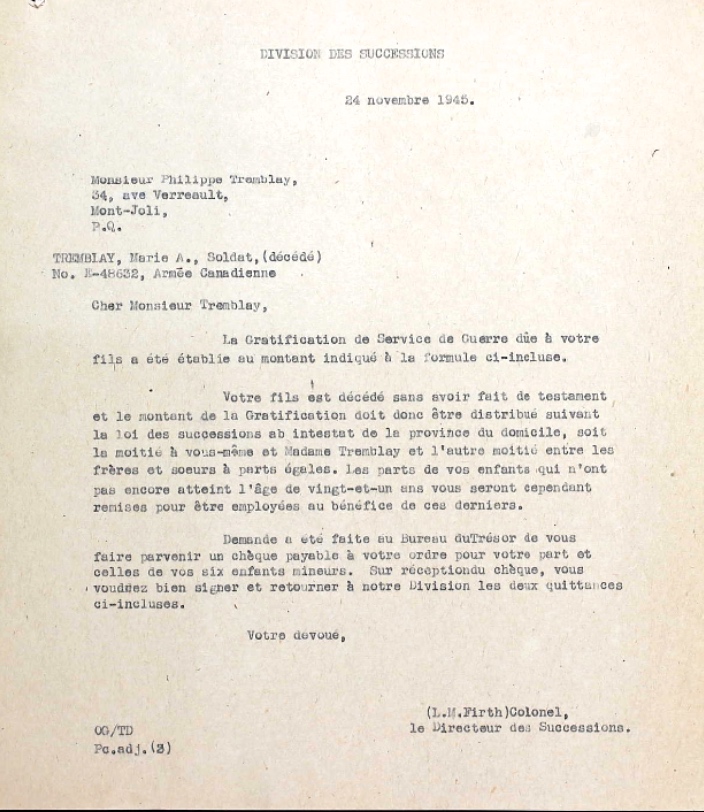 DIVISION DES SUCCESSIONS
24 novembre 1945.
Monsieur Philippe Tremblay,
34, ave Verreault,
Mont-Joli,
P.Q.
TREMBLAY, Marie A., Soldat,(décédé)
No. E-48632, Armée Canadienne
Cher Monsieur Tremblay,
La Gratification de Service de Guerre dûe à votre
fils a été établie au montant indiqué à la formule ci-incluse.
Votre fils est décédé sans avoir fait de testament
et le montant de la Gratification doit donc être distribué suivant
la loi des successions ab intestat de la province du domicile, soit
la moitié à vous-même et Madame Tremblay et l'autre moitié entre les
frères et soeurs à parts égales. Les parts de vos enfants qui n'ont
pas encore atteint l'âge de vingt-et-un ans vous seront cependant
remises pour être employées au bénéfice de ces derniers.
Demande a été faite au Bureau duTrésor de vous
faire parvenir un chèque payable à votre ordre pour votre part et
celles de vos six enfants mineurs. Sur réceptiondu chèque, vous
voudrez bien signer et retourner à notre Division les deux quittances
ci-incluses.
Votre dévoué,
(L.M.Firth)Colonel,
le Directeur des Successions.
OG/TD
Pc.adj.(3)